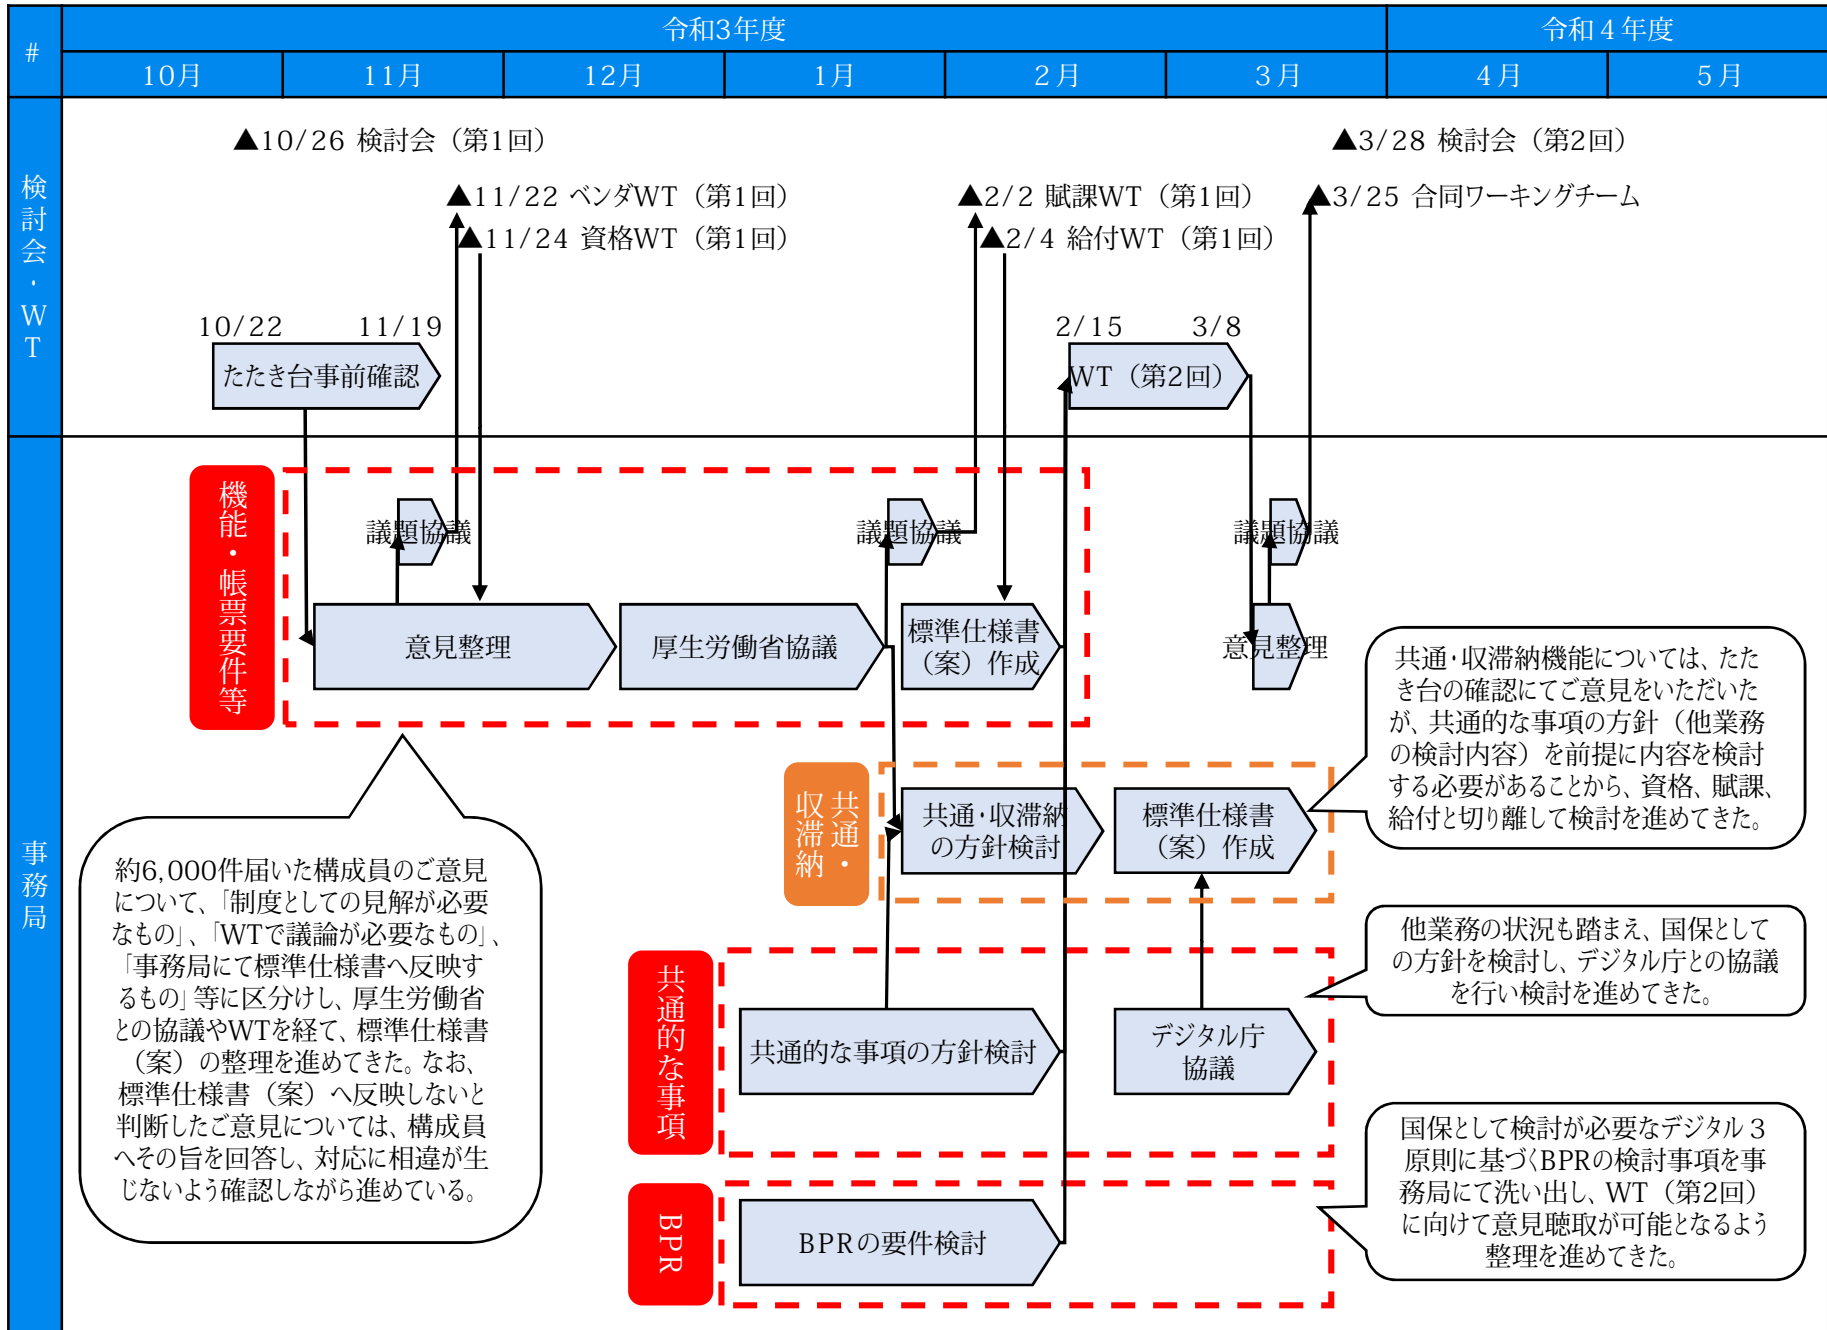 #
令和3年度
令和４年度
10月
11月
12月
1月
２月
３月
４月
５月
検討会・WT
▲10/26 検討会（第1回）
▲3/28 検討会（第2回）
▲11/22 ベンダWT（第1回）
▲2/2 賦課WT（第1回）
▲3/25 合同ワーキングチーム
▲11/24 資格WT（第1回）
▲2/4 給付WT（第1回）
10/22
11/19
2/15
3/8
たたき台事前確認
WT（第2回）
事務局
機能・帳票要件等
議題協議
議題協議
議題協議
意見整理
厚生労働省協議
標準仕様書
（案）作成
意見整理
共通・収滞納機能については、たた
き台の確認にてご意見をいただいた
が、共通的な事項の方針（他業務
の検討内容）を前提に内容を検討
する必要があることから、資格、賦課、
給付と切り離して検討を進めてきた。
共通・
収滞納
共通・収滞納
の方針検討
標準仕様書
（案）作成
約6,000件届いた構成員のご意見
について、「制度としての見解が必要
なもの」、「WTで議論が必要なもの」、
「事務局にて標準仕様書へ反映す
るもの」等に区分けし、厚生労働省
との協議やWTを経て、標準仕様書
（案）の整理を進めてきた。なお、
標準仕様書（案）へ反映しないと
判断したご意見については、構成員
へその旨を回答し、対応に相違が生
じないよう確認しながら進めている。
他業務の状況も踏まえ、国保として
の方針を検討し、デジタル庁との協議
を行い検討を進めてきた。
共通的な事項
共通的な事項の方針検討
デジタル庁
協議
国保として検討が必要なデジタル３
原則に基づくBPRの検討事項を事
務局にて洗い出し、WT（第2回）
に向けて意見聴取が可能となるよう
整理を進めてきた。
BPR
BPRの要件検討